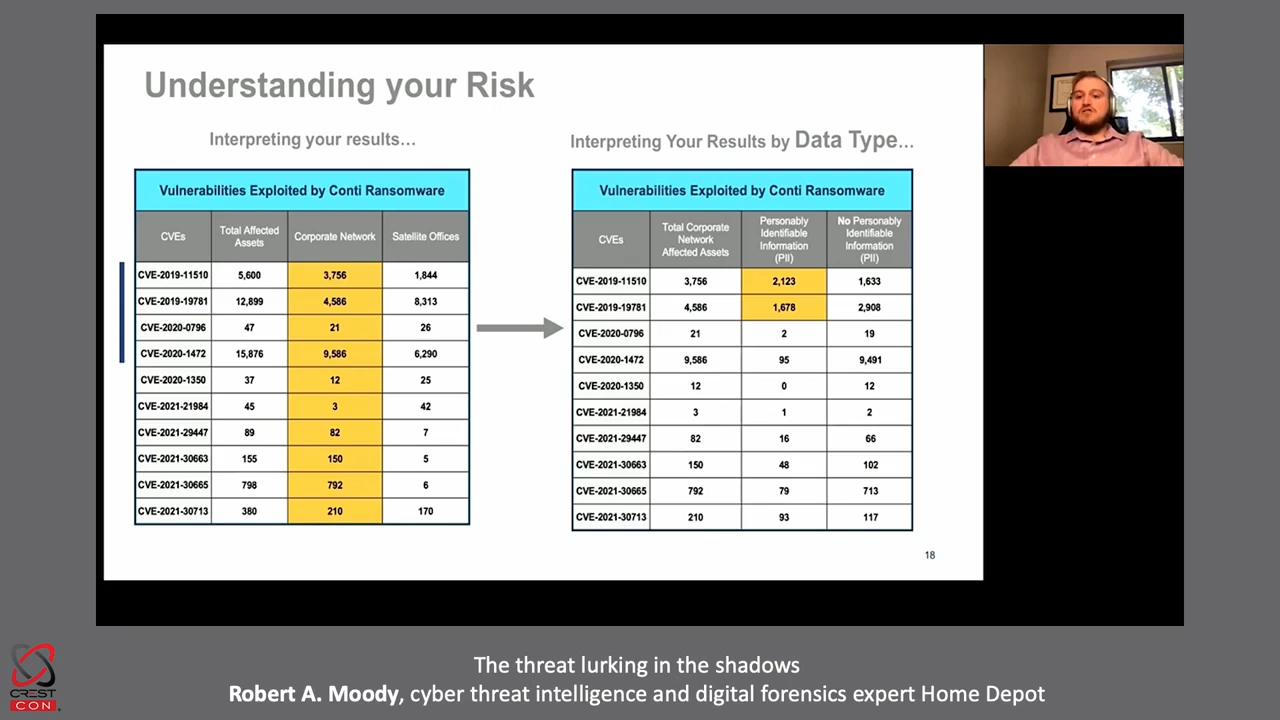 Understanding your Risk
Interpreting your results…
Vulnerabilities Exploited by Conti Ransomware
CVEs Total Affected Assets Corporate Network Satellite Offices
CVE-2019-11510 5,600 3,756 1,844
CVE-2019-19781 12,899 4,586 8,313
CVE-2020-0796 47 21 26
CVE-2020-1472 15,876 9,586 6,290
CVE-2020-1350 37 12 25
CVE-2021-21984 45 3 42
CVE-2021-29447 89 82 7
CVE-2021-30663 155 150 5
CVE-2021-30665 798 792 6
CVE-2021-30713 380 210 170
Interpreting Your Results by Data Type…
Vulnerabilities Exploited by Conti Ransomware
CVEs Total Corporate Network Affected Assets Personably Identifiable Information (PII) No Personably Identifiable Information (PII)
CVE-2019-11510 3,756 2,123 1,633
CVE-2019-19781 4,586 1,678 2,908
CVE-2020-0796 21 2 19
CVE-2020-1472 9,586 95 9,491
CVE-2020-1350 12 0 12
CVE-2021-21984 3 1 2
CVE-2021-29447 82 16 66
CVE-2021-30663 150 48 102
CVE-2021-30665 792 79 713
CVE-2021-30713 210 93 117
18
CREST
CON
The threat lurking in the shadows
Robert A. Moody, cyber threat intelligence and digital forensics expert Home Depot